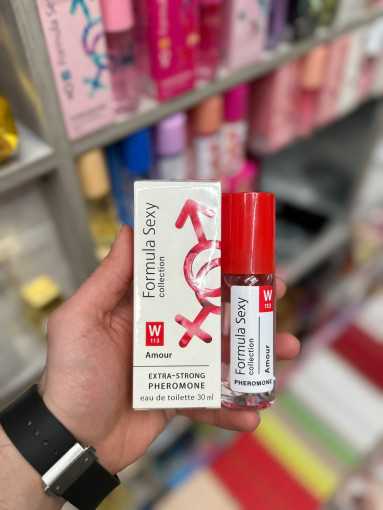 Formula Sexy
collection
W
113
Amour
EXTRA-STRONG
PHEROMONE
eau de toilette 30 ml
Formula Sexy
collection
W
113
Amour
PHEROMONE